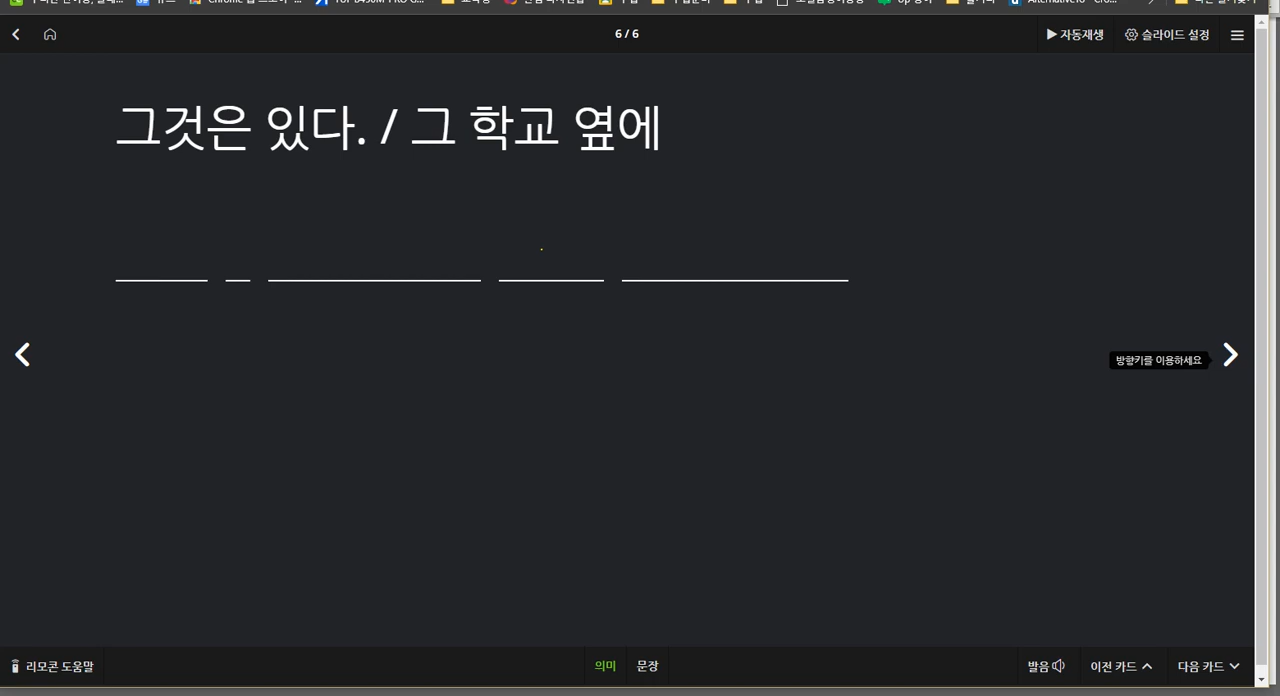 6 / 6
자동재생
슬라이드 설정
그것은 있다. / 그 학교 옆에
방향키를 이용하세요
리모콘 도움말
의미
문장
발음
이전 카드
다음 카드